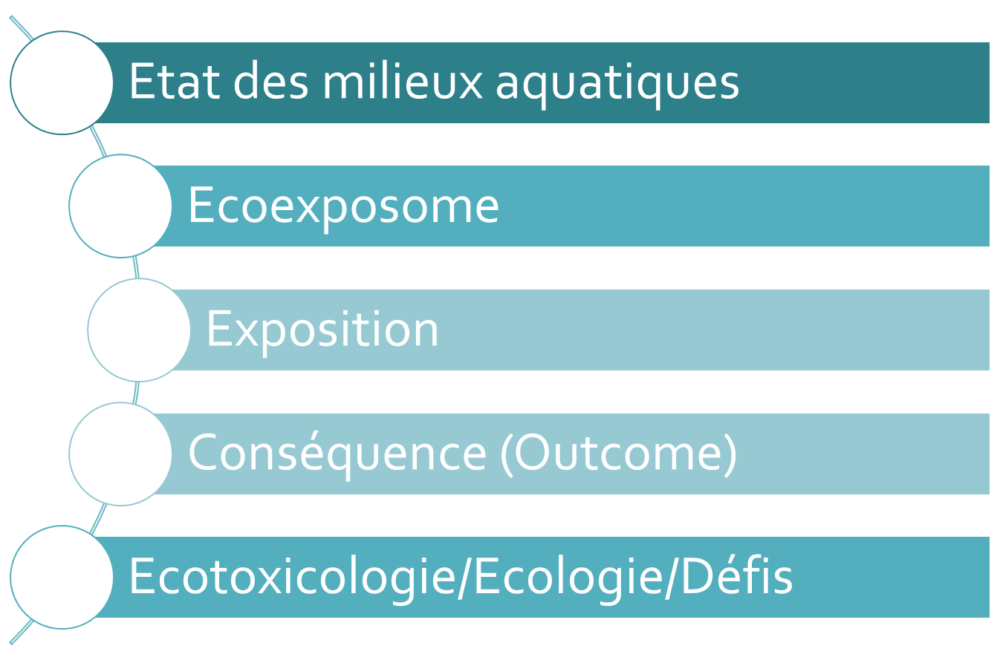 Etat des milieux aquatiques
Ecoexposome
Exposition
Conséquence (Outcome)
Ecotoxicologie/Ecologie/Défis